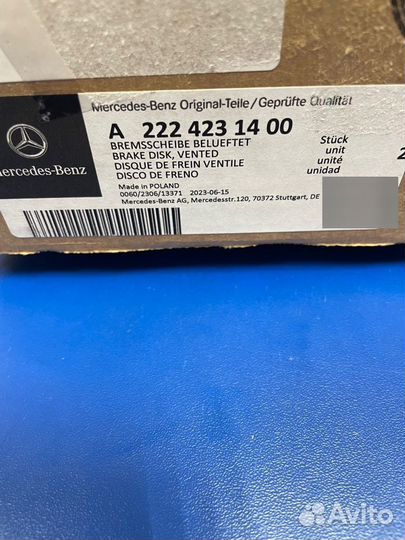 Mercedes-Benz Original-Teile/Geprüfte Qualität
A 222 423 14 00
BREMSSCHEIBE BELUEFTET
BRAKE DISK, VENTED
DISQUE DE FREIN VENTILE
DISCO DE FRENO
Stück
unit
unité
unidad
2
Mercedes-Benz
Made in POLAND
0060/2306/13371 2023-06-15
Mercedes-Benz AG, Mercedesstr.120, 70372 Stuttgart, DE
Avito